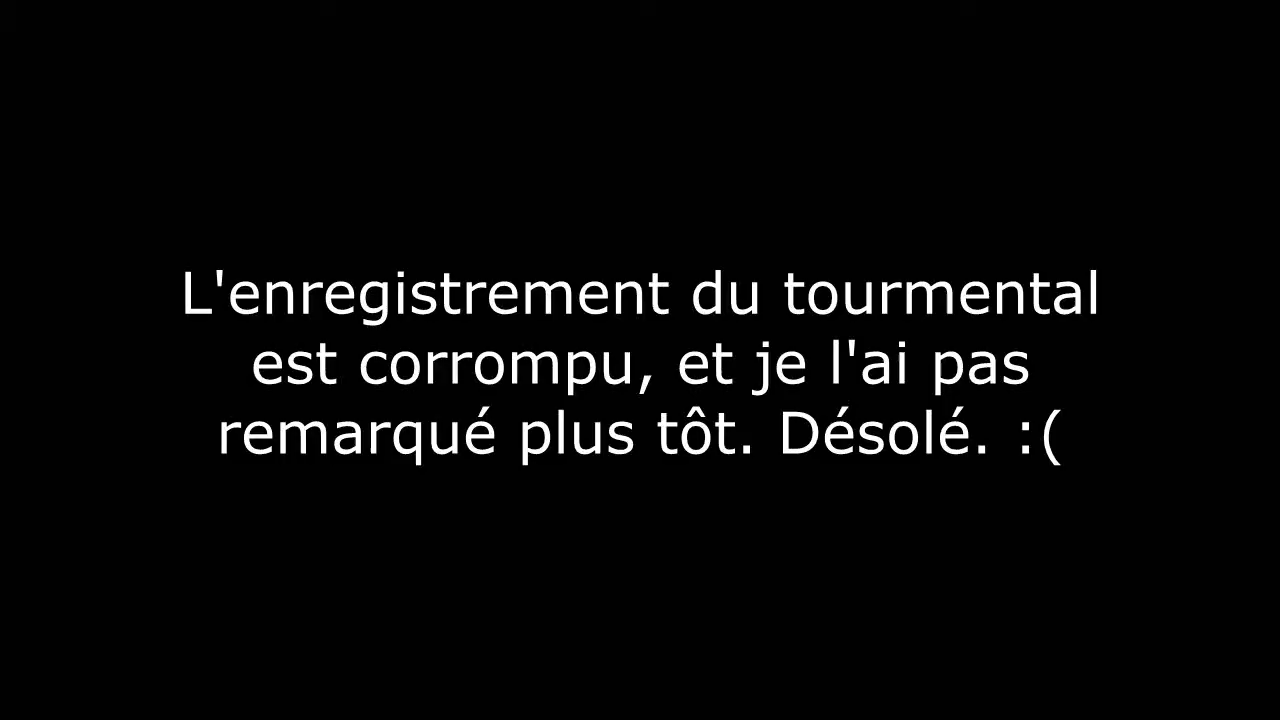 L'enregistrement du tourmental
est corrompu, et je l'ai pas
remarqué plus tôt. Désolé. :(